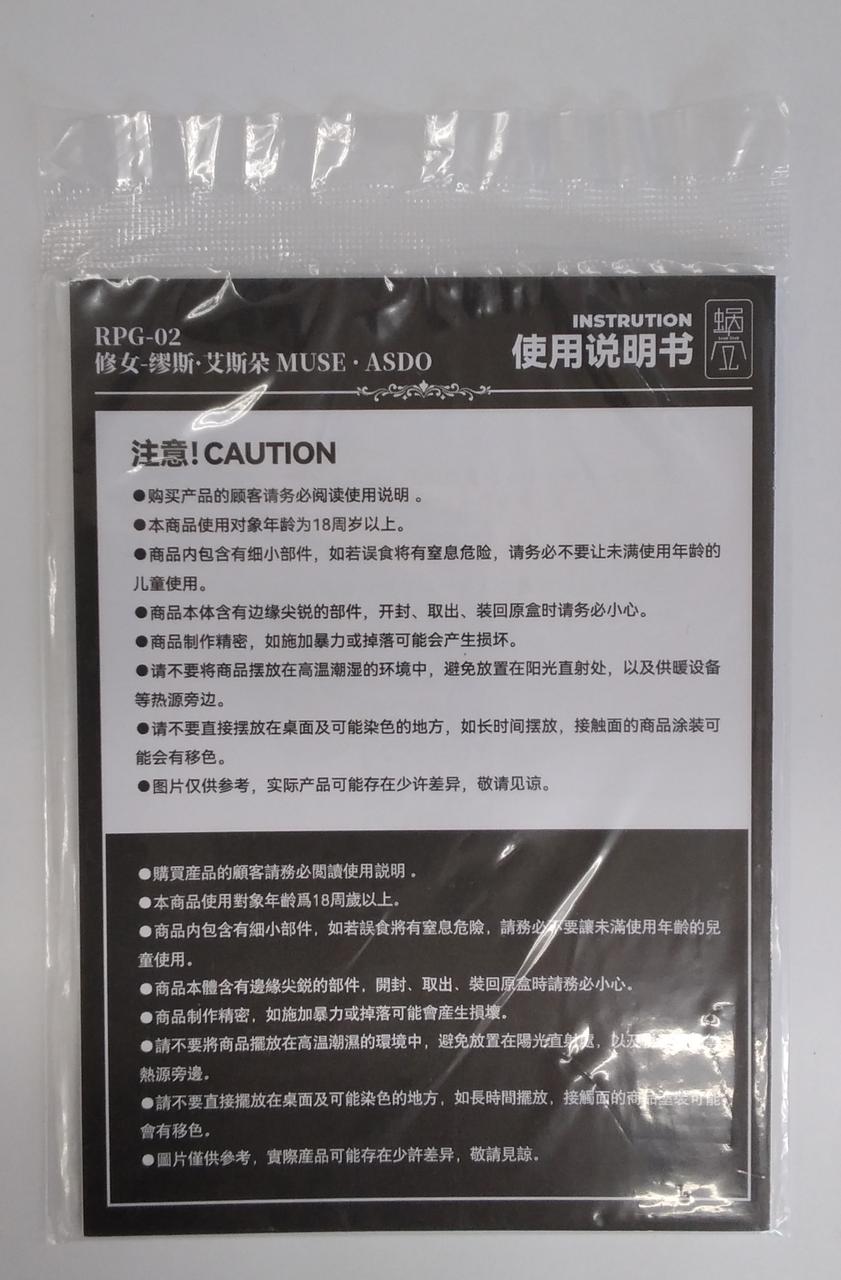 RPG-02
修女-缪斯·艾斯朵 MUSE · ASDO
INSTRUTION
使用说明书
蜗
注意! CAUTION
●购买产品的顾客请务必阅读使用说明 。
●本商品使用对象年龄为18周岁以上。
●商品内包含有细小部件，如若误食将有窒息危险，请务必不要让未满使用年龄的
儿童使用。
●商品本体含有边缘尖锐的部件，开封、取出、装回原盒时请务必小心。
●商品制作精密，如施加暴力或掉落可能会产生损坏。
●请不要将商品摆放在高温潮湿的环境中，避免放置在阳光直射处，以及供暖设备
等热源旁边。
●请不要直接摆放在桌面及可能染色的地方，如长时间摆放，接触面的商品涂装可
能会有移色。
●图片仅供参考，实际产品可能存在少许差异，敬请见谅。
●購買産品的顧客請務必閲讀使用説明 。
●本商品使用對象年齡爲18周歲以上。
●商品内包含有細小部件，如若誤食將有窒息危險，請務必不要讓未滿使用年齡的兒
童使用。
●商品本體含有邊緣尖鋭的部件，開封、取出、裝回原盒時請務必小心。
●商品制作精密，如施加暴力或掉落可能會産生損壞。
●請不要將商品擺放在高温潮濕的環境中，避免放置在陽光直射處，以及
熱源旁邊。
●請不要直接擺放在桌面及可能染色的地方，如長時間擺放，接觸面的商品塗裝可能
會有移色。
●圖片僅供參考，實際産品可能存在少許差异，敬請見諒。